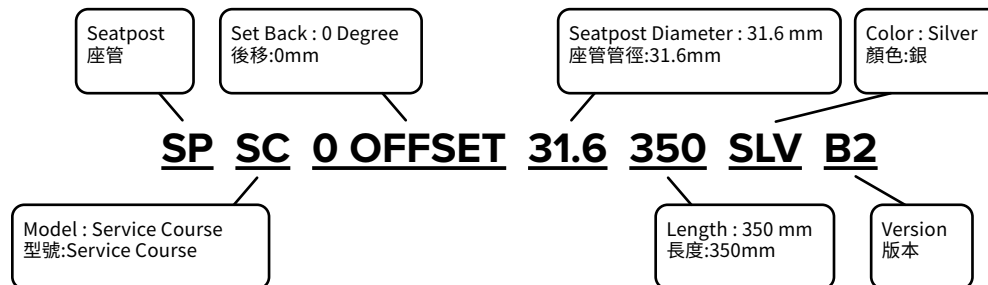 Seatpost
座管
Set Back : 0 Degree
後移:0mm
Seatpost Diameter : 31.6 mm
座管管徑:31.6mm
Color : Silver
顏色:銀
SP SC 0 OFFSET 31.6 350 SLV B2
Model : Service Course
型號:Service Course
Length : 350 mm
長度:350mm
Version
版本